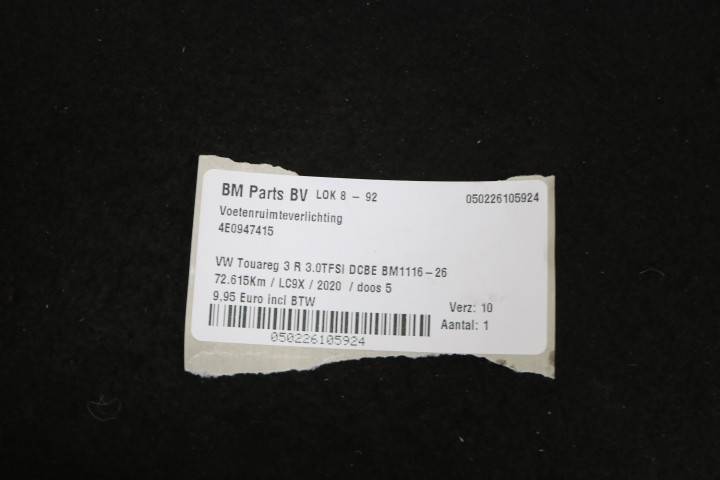 BM Parts BV LOK 8 - 92 050226105924
Voetenruimteverlichting
4E0947415
VW Touareg 3 R 3.0TFSI DCBE BM1116-26
72.615Km / LC9X / 2020 / doos 5
9,95 Euro incl BTW Verz: 10
Aantal: 1
050226105924